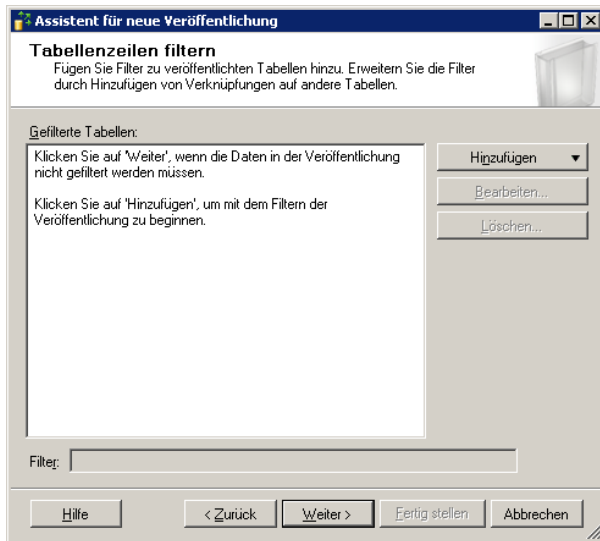 Assistent für neue Veröffentlichung
Tabellenzeilen filtern
Fügen Sie Filter zu veröffentlichten Tabellen hinzu. Erweitern Sie die Filter
durch Hinzufügen von Verknüpfungen auf andere Tabellen.
Gefilterte Tabellen:
Klicken Sie auf 'Weiter', wenn die Daten in der Veröffentlichung
nicht gefiltert werden müssen.
Klicken Sie auf 'Hinzufügen', um mit dem Filtern der
Veröffentlichung zu beginnen.
Hinzufügen
Bearbeiten...
Löschen...
Filter:
Hilfe
< Zurück
Weiter >
Fertig stellen
Abbrechen